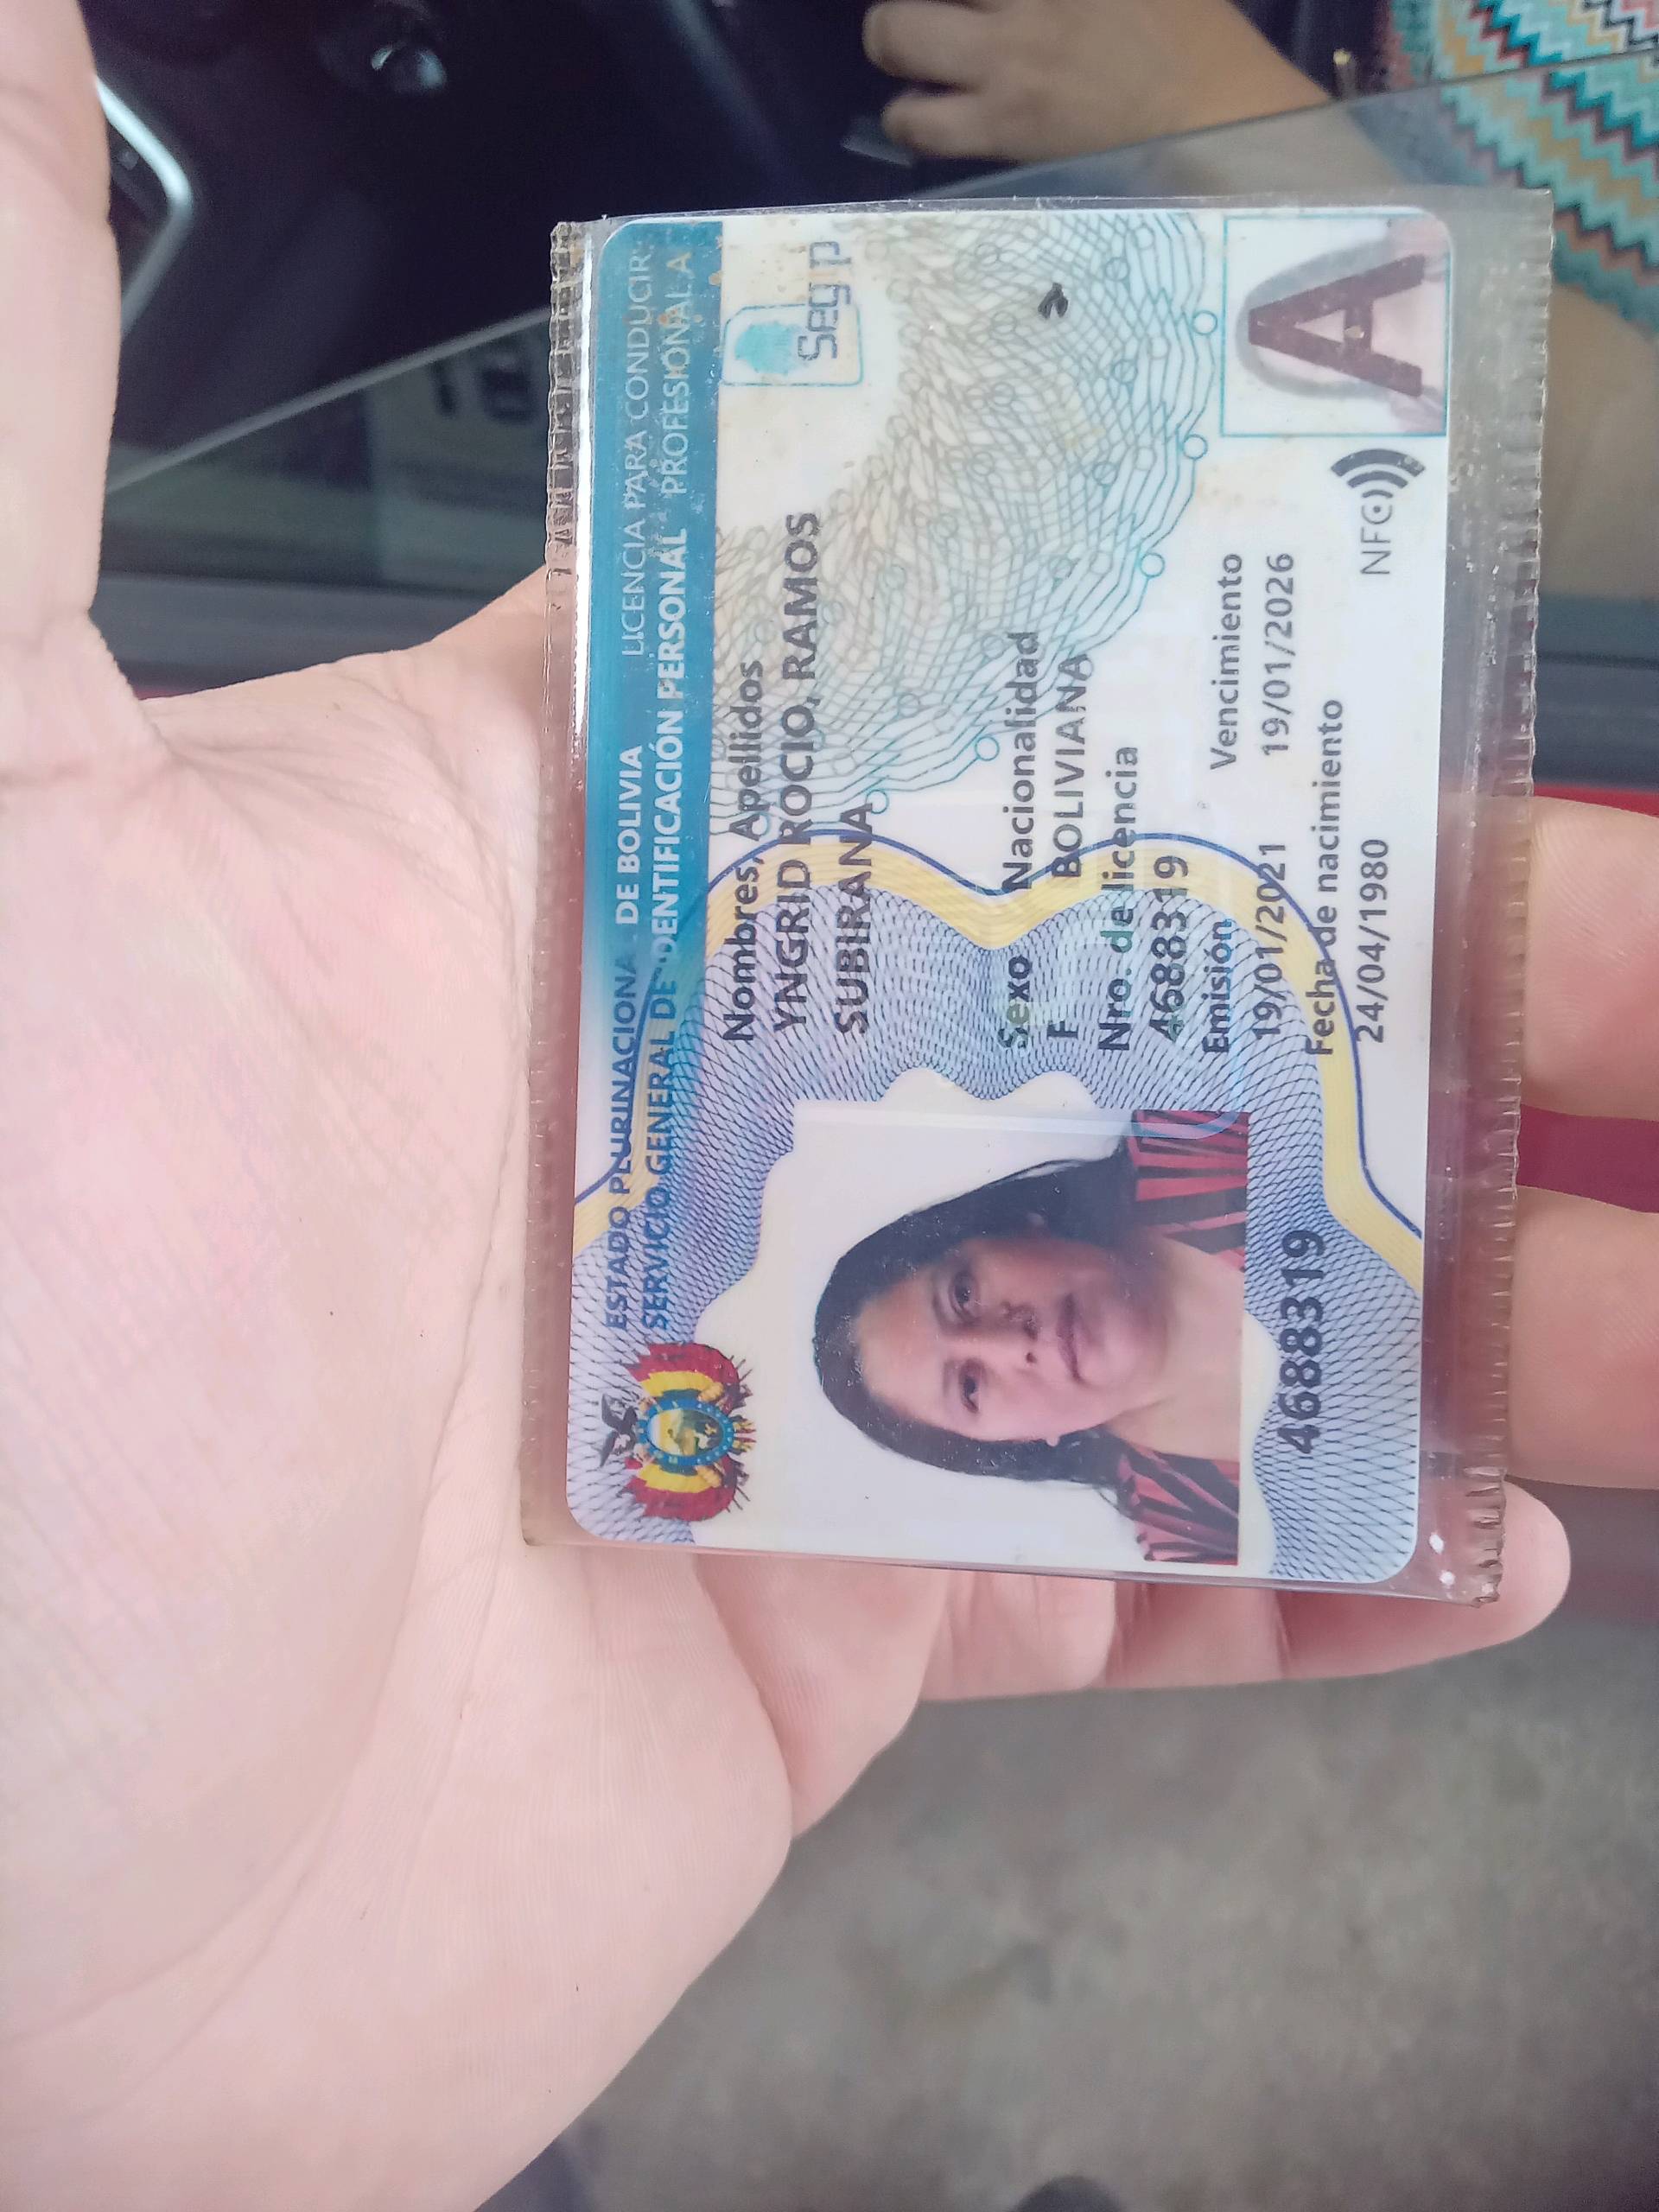 ESTADO PLURINACIONAL DE BOLIVIA
LICENCIA PARA CONDUCIR:
SERVICIO GENERAL DE IDENTIFICACIÓN PERSONAL
PROFESIONAL A
Segip
Nombres, Apellidos
YNGRID ROCIO, RAMOS
SUBIRANA
Sexo Nacionalidad
F BOLIVIANA
Nro. de licencia
4688319
Emisión Vencimiento
19/01/2021 19/01/2026
Fecha de nacimiento
24/04/1980
NFC
A
4688319